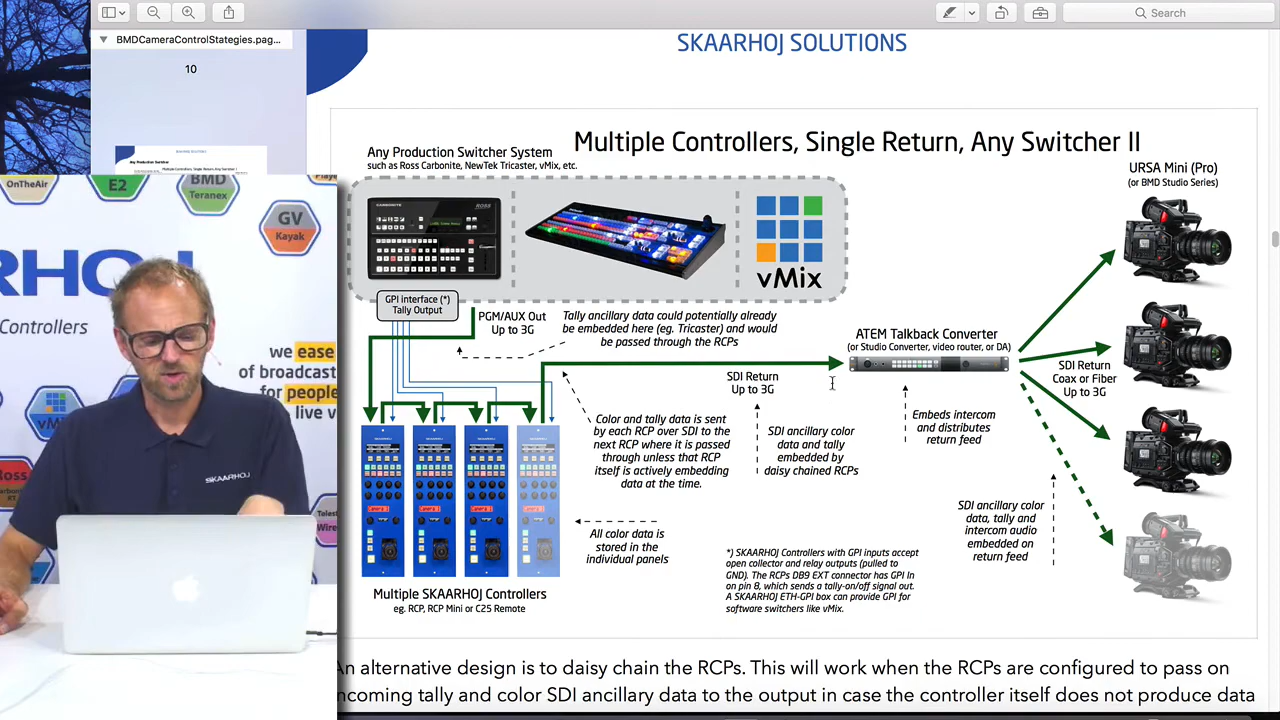 Search
BMDCameraControlStategies.pag...
10
SKAARHOJ SOLUTIONS
Multiple Controllers, Single Return, Any Switcher II
Any Production Switcher System
such as Ross Carbonite, NewTek Tricaster, vMix, etc.
URSA Mini (Pro)
(or BMD Studio Series)
CARBONITE
ROSS
vMix
GPI interface (*)
Tally Output
PGM/AUX Out
Up to 3G
Tally ancillary data could potentially already
be embedded here (eg. Tricaster) and would
be passed through the RCPs
ATEM Talkback Converter
(or Studio Converter, video router, or DA)
SDI Return
Up to 3G
SDI Return
Coax or Fiber
Up to 3G
Color and tally data is sent
by each RCP over SDI to the
next RCP where it is passed
through unless that RCP
itself is actively embedding
data at the time.
SDI ancillary color
data and tally
embedded by
daisy chained RCPs
Embeds intercom
and distributes
return feed
SDI ancillary color
data, tally and
intercom audio
embedded on
return feed
All color data is
stored in the
individual panels
*) SKAARHOJ Controllers with GPI inputs accept
open collector and relay outputs (pulled to
GND). The RCPs DB9 EXT connector has GPI In
on pin 8, which sends a tally-on/off signal out.
A SKAARHOJ ETH-GPI box can provide GPI for
software switchers like vMix.
Multiple SKAARHOJ Controllers
eg. RCP, RCP Mini or C25 Remote
An alternative design is to daisy chain the RCPs. This will work when the RCPs are configured to pass on
ncoming tally and color SDI ancillary data to the output in case the controller itself does not produce data
OnTheAir
E2
BMD
Teranex
GV
Kayak
ARHOJ
Controllers
we ease
of broadcas
for people
live v
vMix
Ross
SKAARHOJ